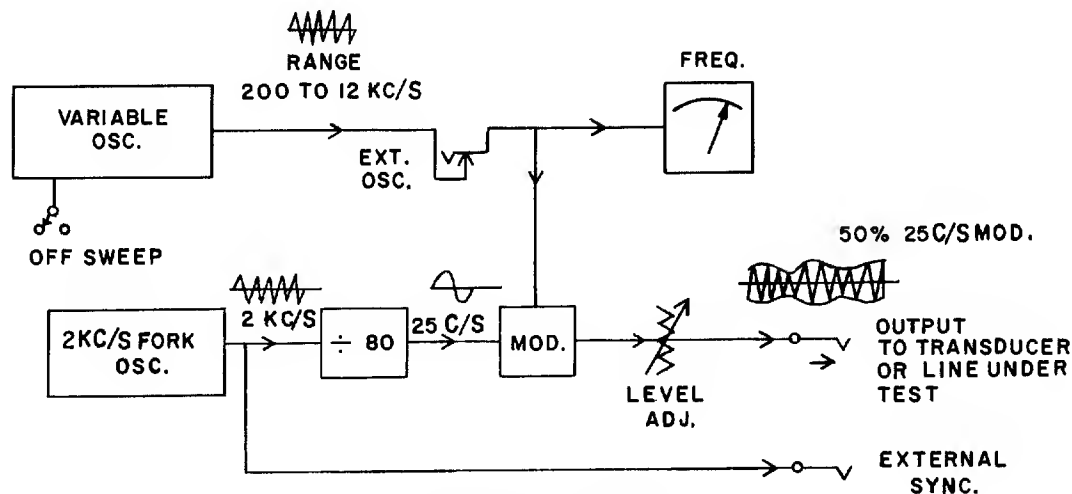 RANGE
200 TO 12 KC/S
FREQ.
VARIABLE
OSC.
EXT.
OSC.
OFF SWEEP
50% 25C/S MOD.
2KC/S FORK
OSC.
2 KC/S
÷ 80
25 C/S
MOD.
LEVEL
ADJ.
OUTPUT
TO TRANSDUCER
OR LINE UNDER
TEST
EXTERNAL
SYNC.